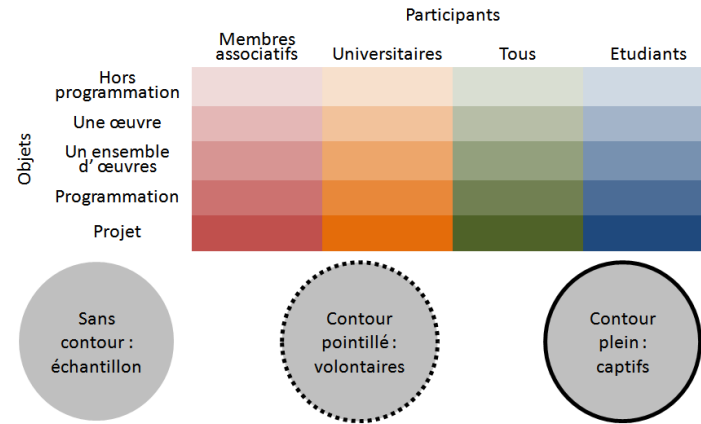 Participants
Membres
associatifs
Universitaires
Tous
Etudiants
Objets
Hors
programmation
Une œuvre
Un ensemble
d’ œuvres
Programmation
Projet
Sans
contour :
échantillon
Contour
pointillé :
volontaires
Contour
plein :
captifs